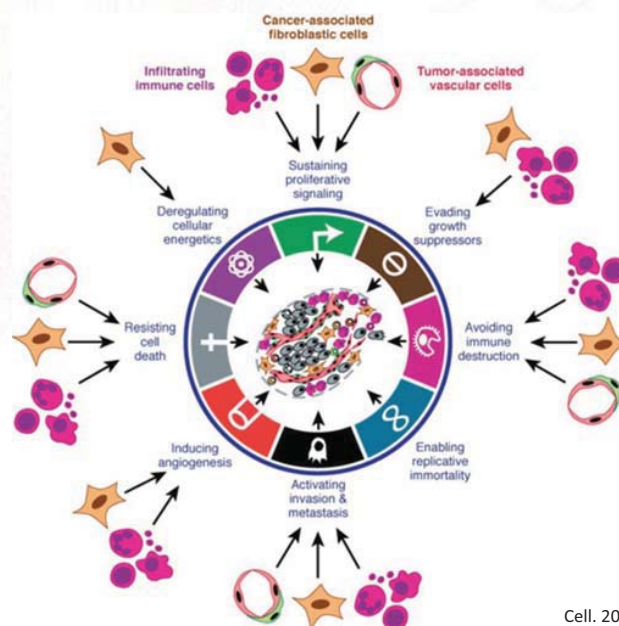 Cancer-associated
fibroblastic cells
Infiltrating
immune cells
Tumor-associated
vascular cells
Sustaining
proliferative
signaling
Deregulating
cellular
energetics
Evading
growth
suppressors
Resisting
cell
death
Avoiding
immune
destruction
Inducing
angiogenesis
Enabling
replicative
immortality
Activating
invasion &
metastasis
Cell. 20